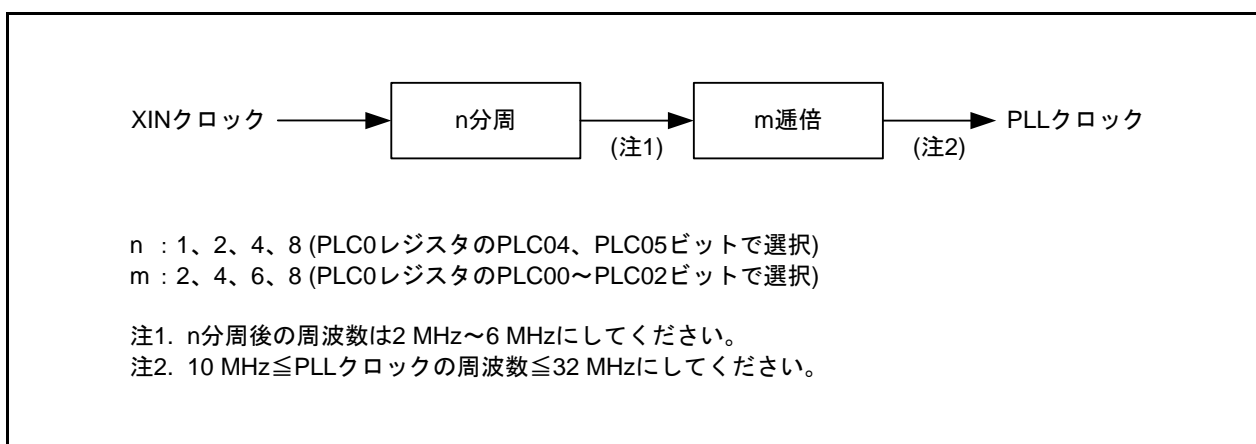 XINクロック n分周 m逓倍 PLLクロック
(注1) (注2)
n : 1、2、4、8 (PLC0レジスタのPLC04、PLC05ビットで選択)
m : 2、4、6、8 (PLC0レジスタのPLC00～PLC02ビットで選択)
注1. n分周後の周波数は2 MHz～6 MHzにしてください。
注2. 10 MHz≦PLLクロックの周波数≦32 MHzにしてください。